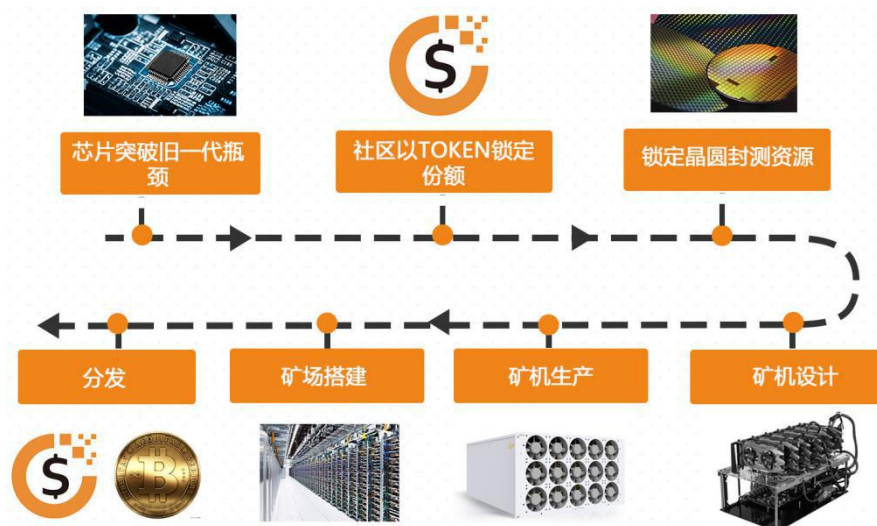 芯片突破旧一代瓶
颈
社区以TOKEN锁定
份额
锁定晶圆封测资源
分发
矿场搭建
矿机生产
矿机设计